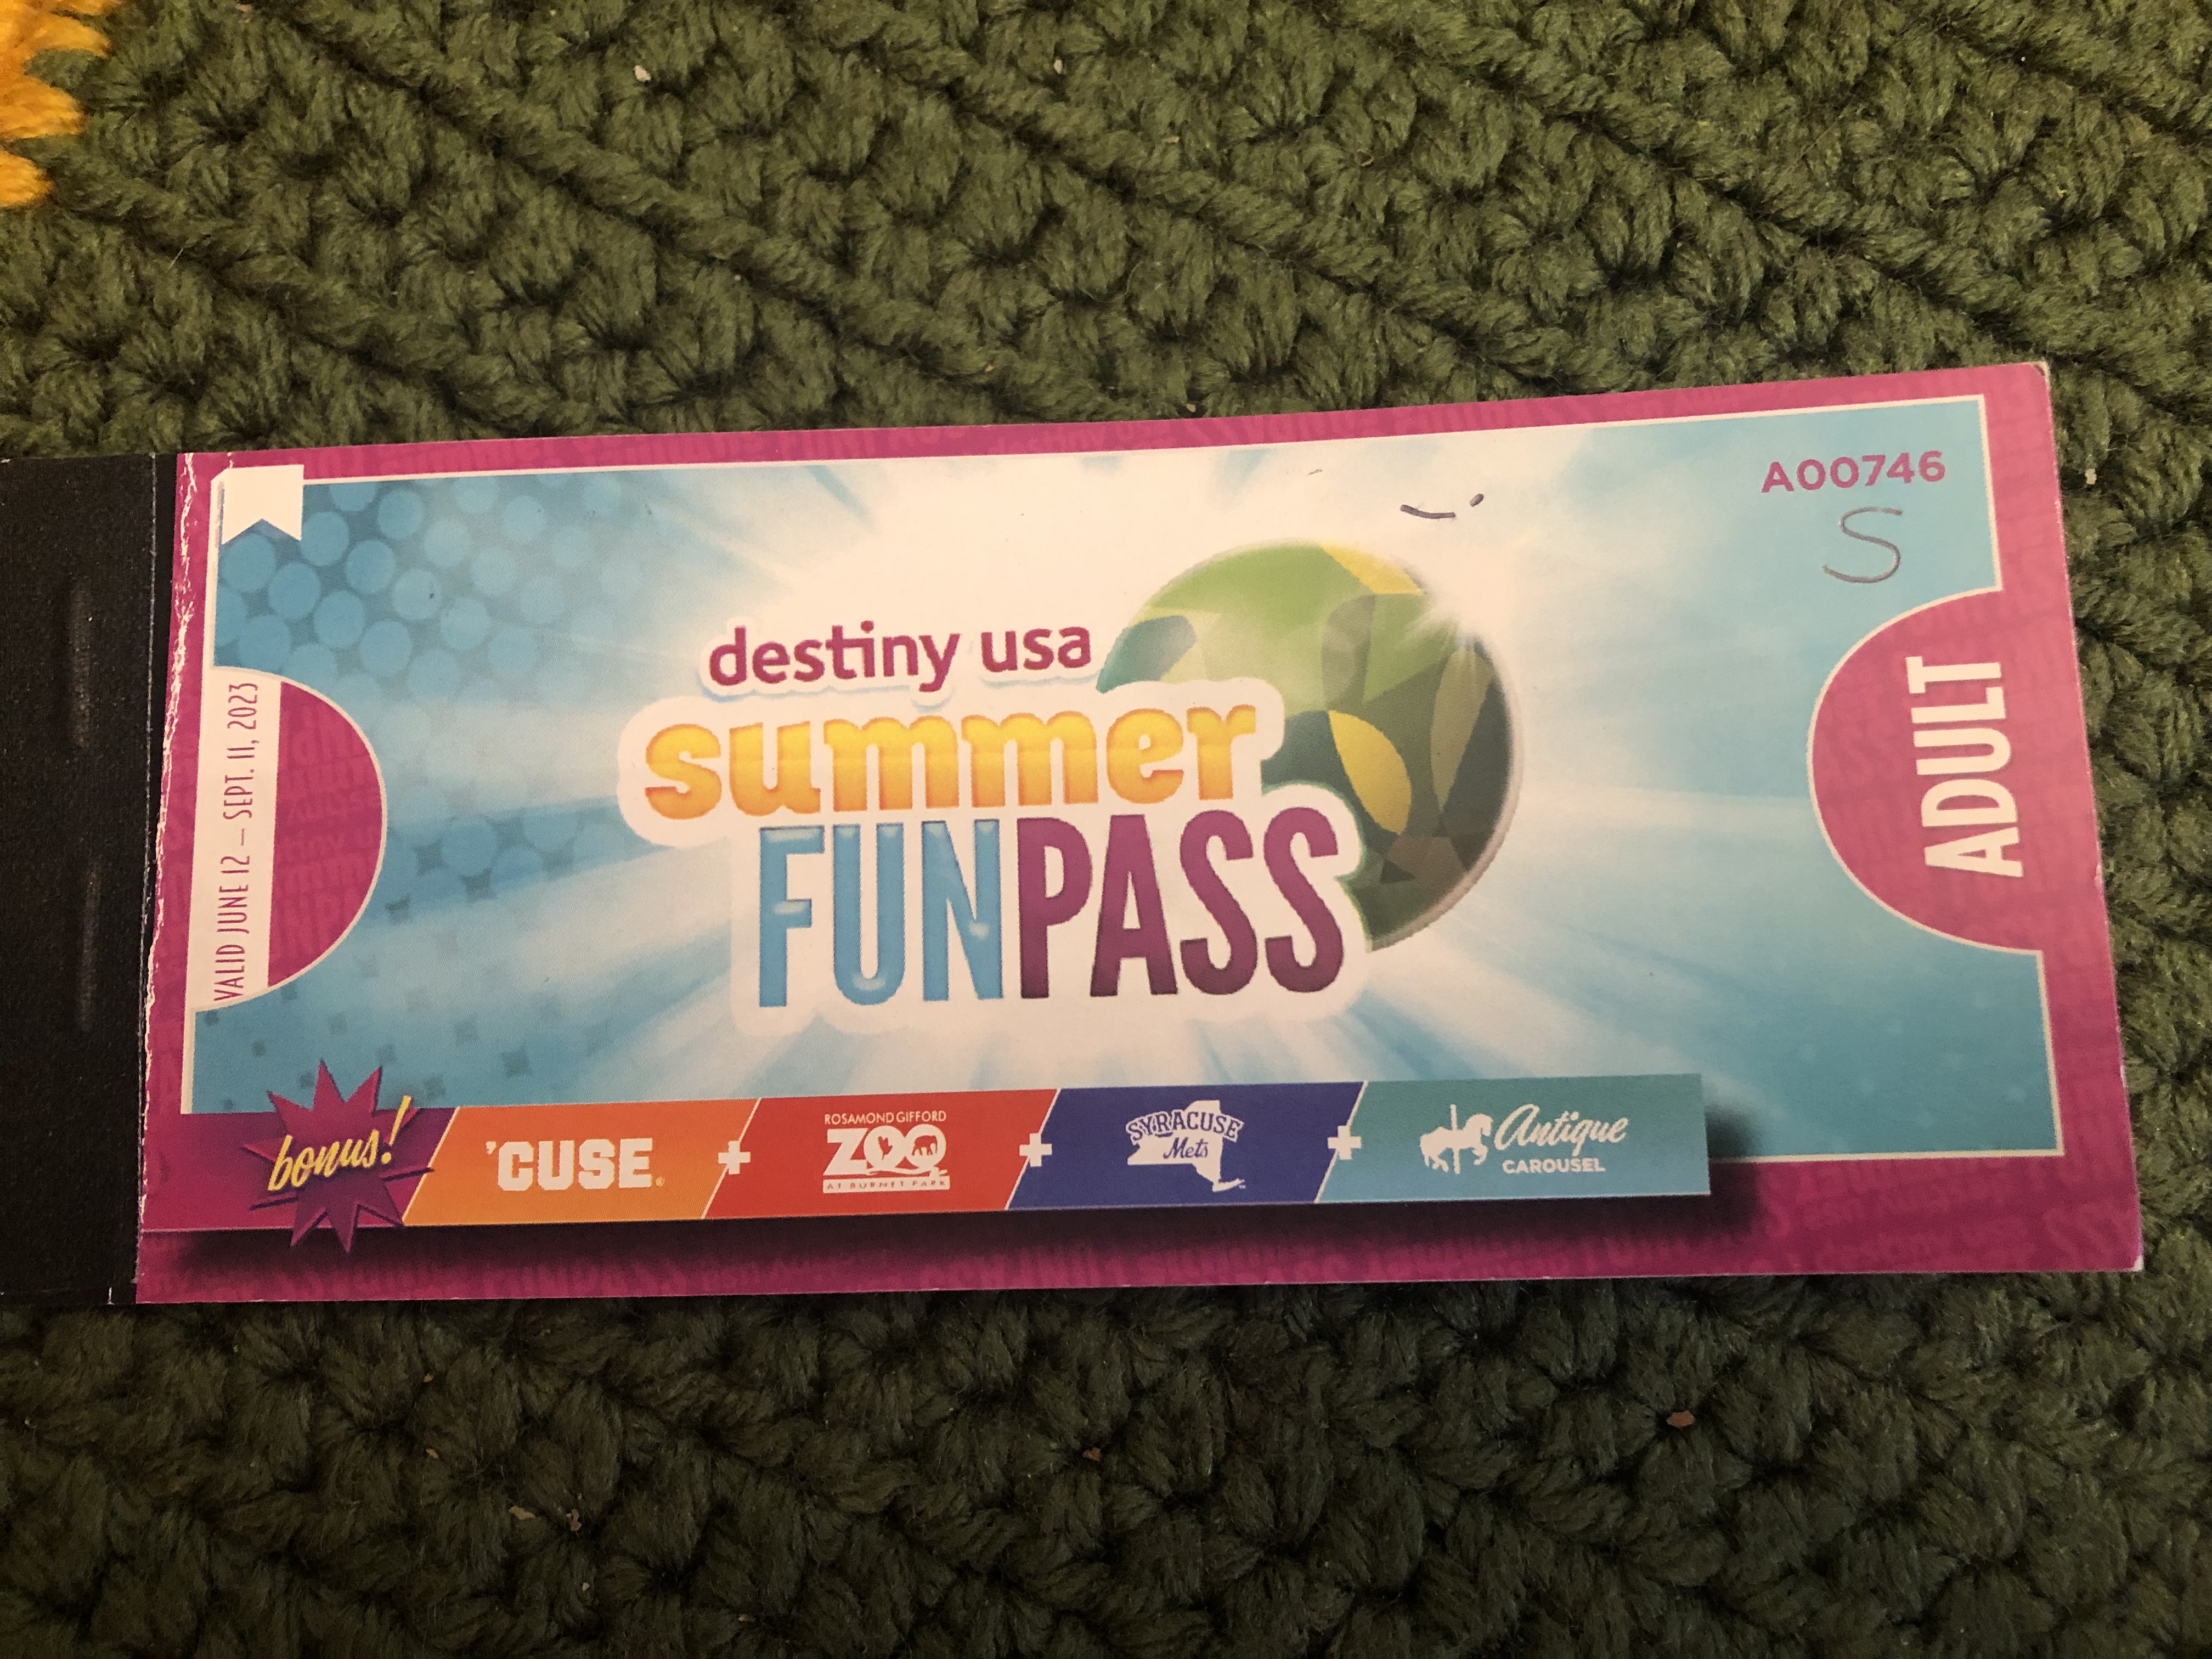 A00746
S
destiny usa
summer
FUNPASS
VALID JUNE 12 – SEPT. 11, 2023
ADULT
bonus!
'CUSE
+
ROSAMOND GIFFORD
ZOO
AT BURNET PARK
+
SYRACUSE
Mets
+
Antique
CAROUSEL